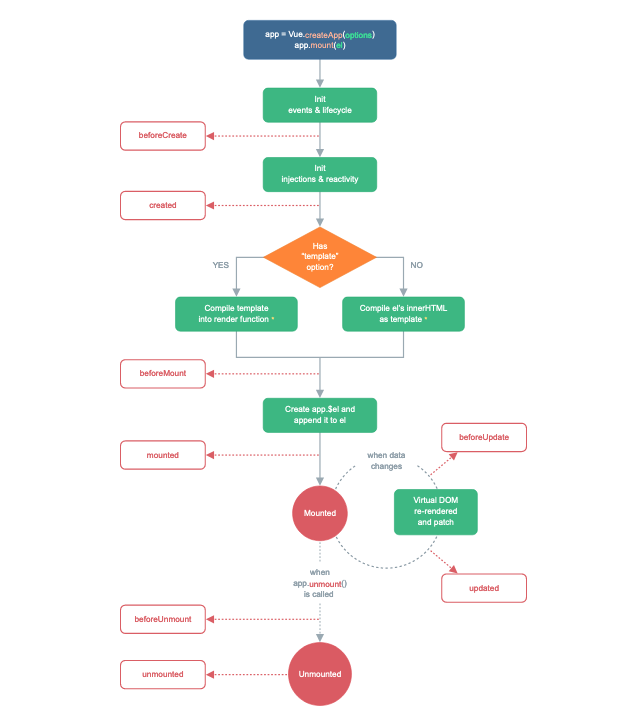 app = Vue.createApp(options)
app.mount(el)
Init
events & lifecycle
beforeCreate
Init
injections & reactivity
created
Has
"template"
option?
YES
NO
Compile template
into render function *
Compile el's innerHTML
as template *
beforeMount
Create app.$el and
append it to el
mounted
when data
changes
beforeUpdate
Mounted
Virtual DOM
re-rendered
and patch
updated
when
app.unmount()
is called
beforeUnmount
unmounted
Unmounted